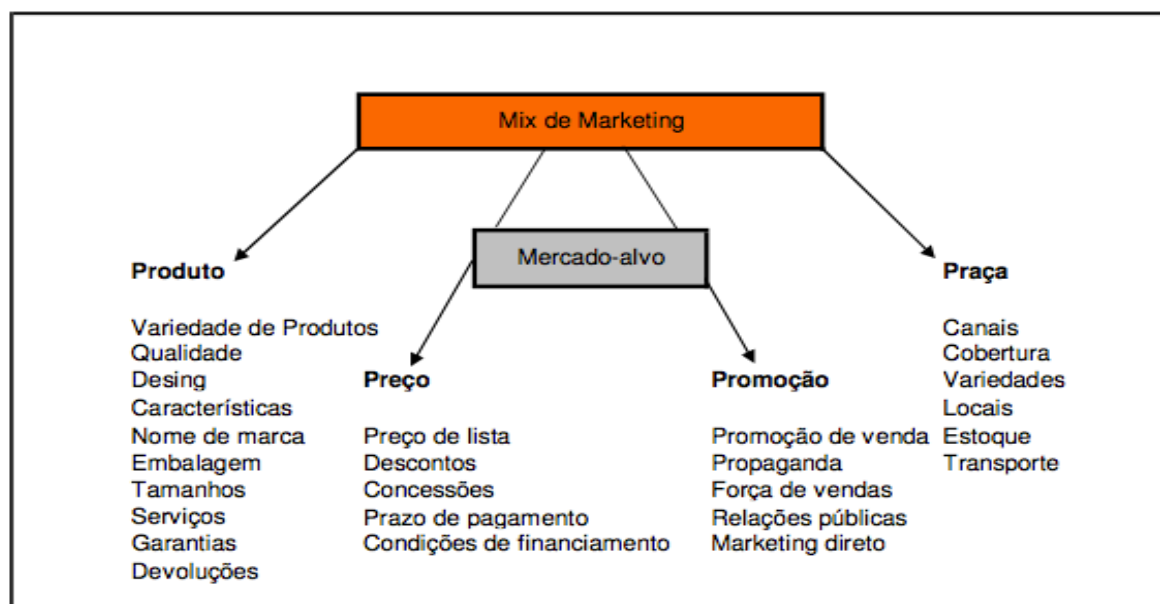 Mix de Marketing
Mercado-alvo
Produto
Variedade de Produtos
Qualidade
Desing
Características
Nome de marca
Embalagem
Tamanhos
Serviços
Garantias
Devoluções
Preço
Preço de lista
Descontos
Concessões
Prazo de pagamento
Condições de financiamento
Promoção
Promoção de venda
Propaganda
Força de vendas
Relações públicas
Marketing direto
Praça
Canais
Cobertura
Variedades
Locais
Estoque
Transporte